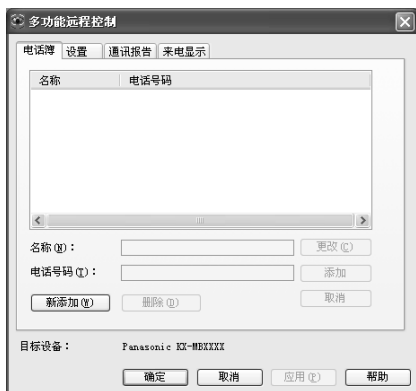 多功能远程控制
电话簿 设置 通讯报告 来电显示
名称 电话号码
名称(N): 更改(C)
电话号码(T): 添加
新添加(W) 删除(D) 取消
目标设备: Panasonic KX-MBXXXX
确定 取消 应用(P) 帮助